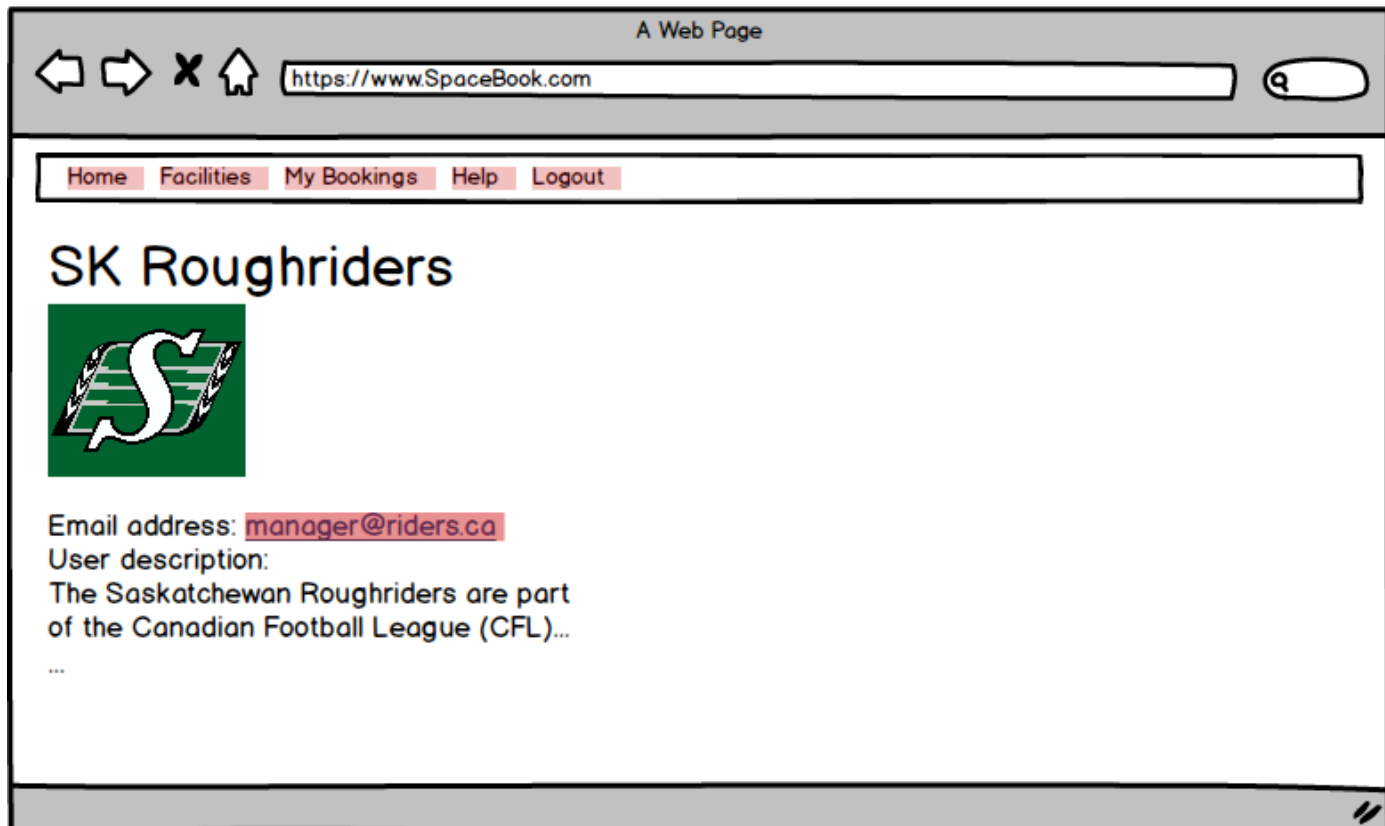 A Web Page
https://www.SpaceBook.com
Home Facilities My Bookings Help Logout
SK Roughriders
S
Email address: manager@riders.ca
User description:
The Saskatchewan Roughriders are part
of the Canadian Football League (CFL)...
...